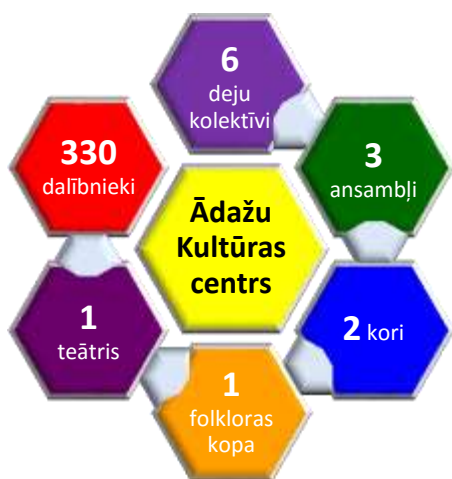 6
deju
kolektīvi
3
ansambļi
2 kori
1
folkloras
kopa
1
teātris
330
dalībnieki
Ādažu
Kultūras
centrs